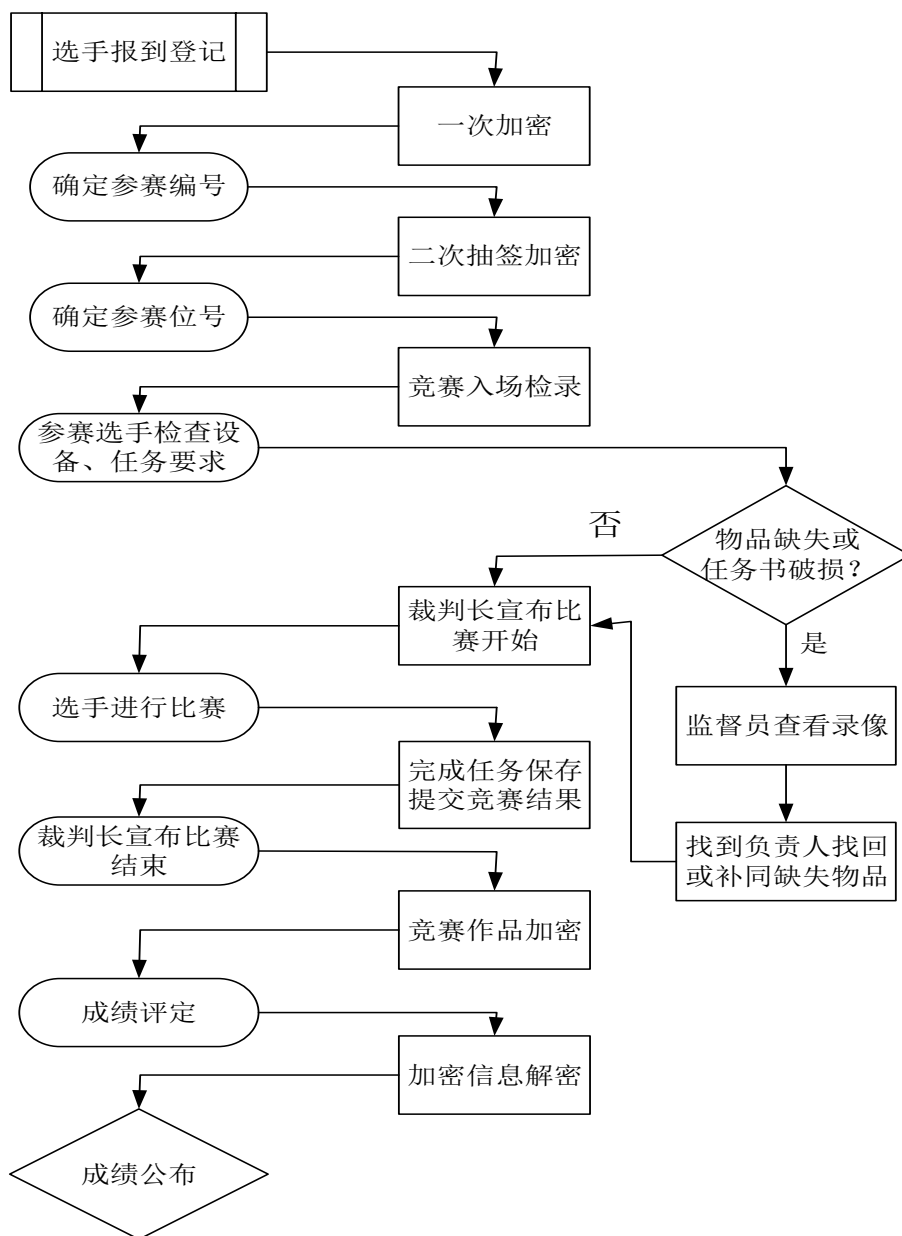 选手报到登记
一次加密
确定参赛编号
二次抽签加密
确定参赛位号
竞赛入场检录
参赛选手检查设
备、任务要求
否
物品缺失或
任务书破损？
裁判长宣布比
赛开始
是
选手进行比赛
监督员查看录像
完成任务保存
提交竞赛结果
裁判长宣布比赛
结束
找到负责人找回
或补同缺失物品
竞赛作品加密
成绩评定
加密信息解密
成绩公布